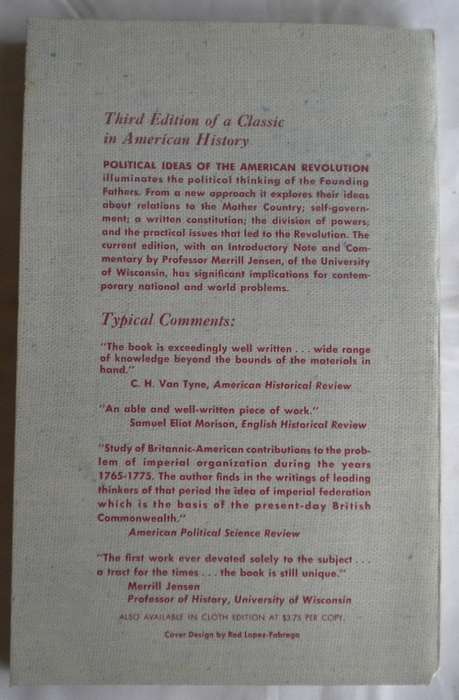 Third Edition of a Classic
in American History
POLITICAL IDEAS OF THE AMERICAN REVOLUTION
illuminates the political thinking of the Founding
Fathers. From a new approach it explores their ideas
about relations to the Mother Country; self-govern-
ment; a written constitution; the division of powers;
and the practical issues that led to the Revolution. The
current edition, with an Introductory Note and Com-
mentary by Professor Merrill Jensen, of the University
of Wisconsin, has significant implications for contem-
porary national and world problems.
Typical Comments:
"The book is exceedingly well written . . . wide range
of knowledge beyond the bounds of the materials in
hand."
C. H. Van Tyne, American Historical Review
"An able and well-written piece of work."
Samuel Eliot Morison, English Historical Review
"Study of Britannic-American contributions to the prob-
lem of imperial organization during the years
1765-1775. The author finds in the writings of leading
thinkers of that period the idea of imperial federation
which is the basis of the present-day British
Commonwealth."
American Political Science Review
"The first work ever devoted solely to the subject . . .
a tract for the times . . . the book is still unique."
Merrill Jensen
Professor of History, University of Wisconsin
ALSO AVAILABLE IN CLOTH EDITION AT $3.75 PER COPY.
Cover Design by Rod Lopez-Fabrega